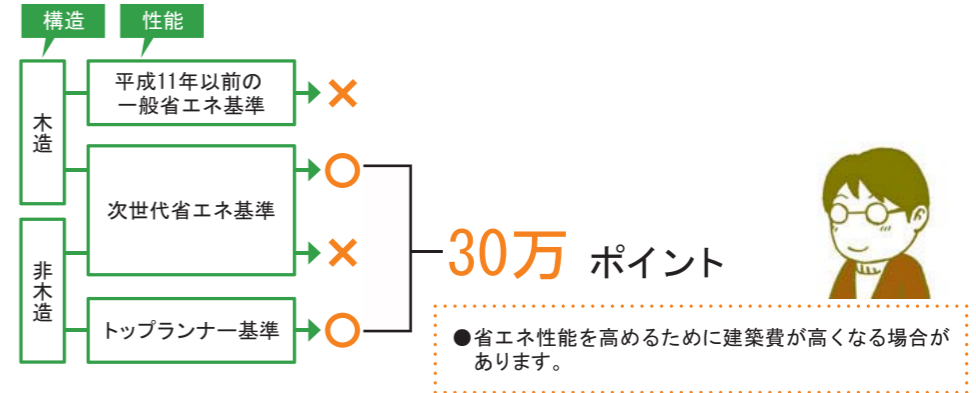 構造
性能
木造
平成11年以前の
一般省エネ基準
×
次世代省エネ基準
○
×
非木造
トップランナー基準
○
30万 ポイント
●省エネ性能を高めるために建築費が高くなる場合が
あります。